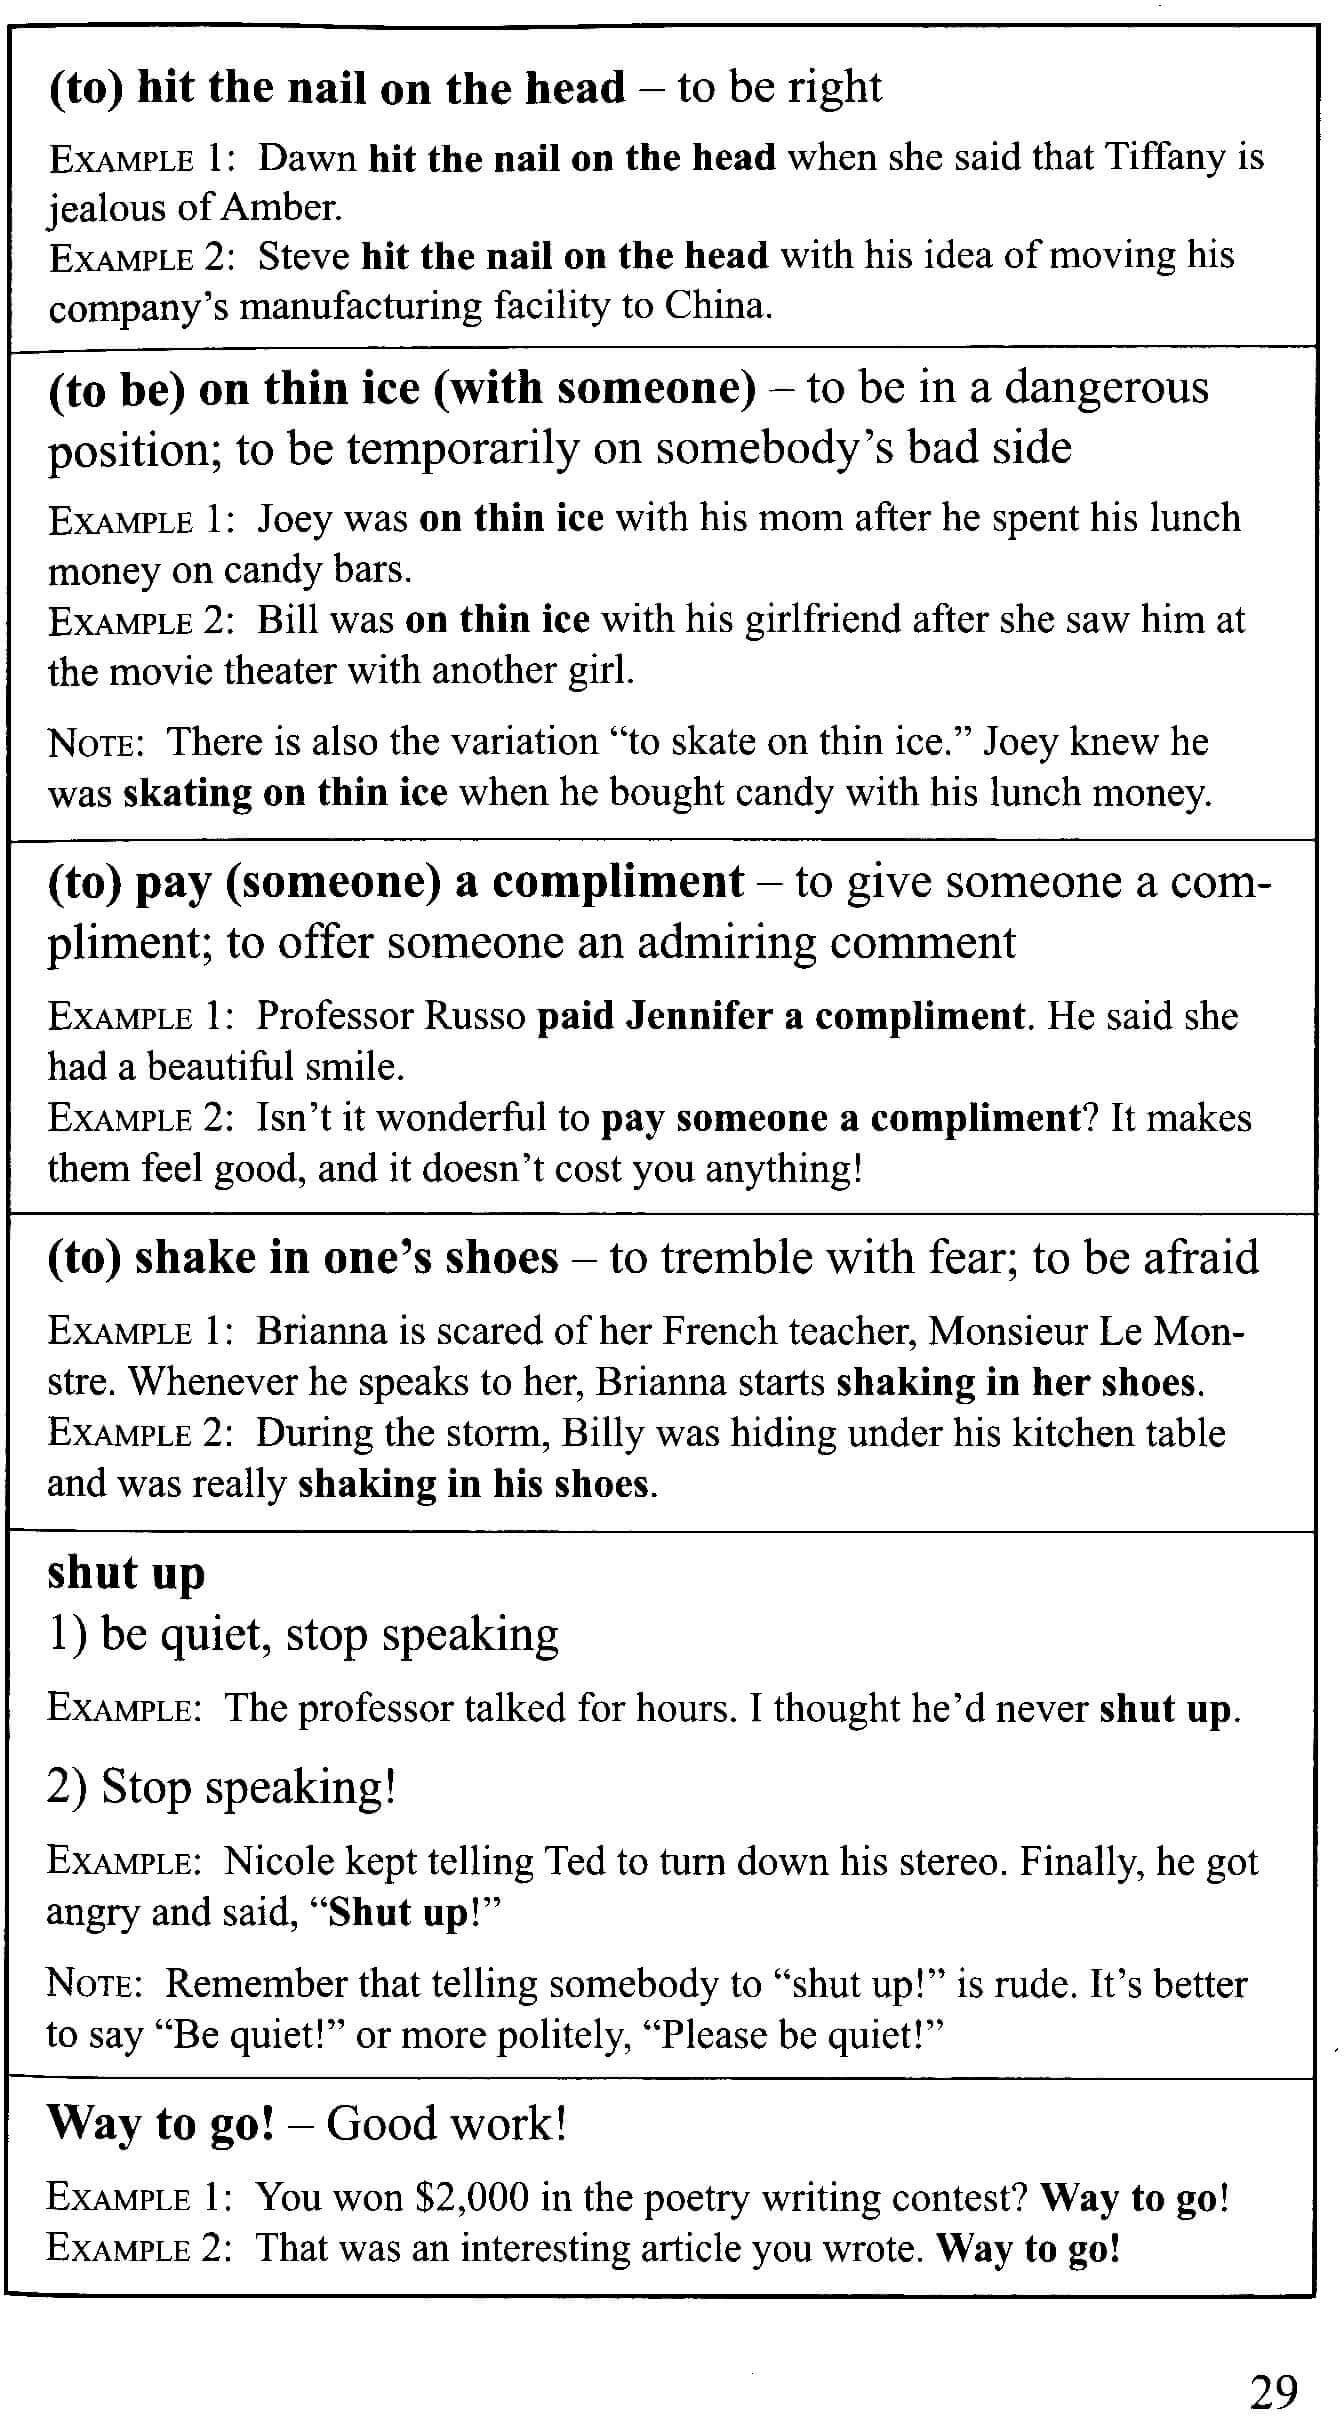 (to) hit the nail on the head – to be right
EXAMPLE 1: Dawn hit the nail on the head when she said that Tiffany is
jealous of Amber.
EXAMPLE 2: Steve hit the nail on the head with his idea of moving his
company’s manufacturing facility to China.
(to be) on thin ice (with someone) – to be in a dangerous
position; to be temporarily on somebody’s bad side
EXAMPLE 1: Joey was on thin ice with his mom after he spent his lunch
money on candy bars.
EXAMPLE 2: Bill was on thin ice with his girlfriend after she saw him at
the movie theater with another girl.
NOTE: There is also the variation “to skate on thin ice.” Joey knew he
was skating on thin ice when he bought candy with his lunch money.
(to) pay (someone) a compliment – to give someone a com-
pliment; to offer someone an admiring comment
EXAMPLE 1: Professor Russo paid Jennifer a compliment. He said she
had a beautiful smile.
EXAMPLE 2: Isn’t it wonderful to pay someone a compliment? It makes
them feel good, and it doesn’t cost you anything!
(to) shake in one’s shoes – to tremble with fear; to be afraid
EXAMPLE 1: Brianna is scared of her French teacher, Monsieur Le Mon-
stre. Whenever he speaks to her, Brianna starts shaking in her shoes.
EXAMPLE 2: During the storm, Billy was hiding under his kitchen table
and was really shaking in his shoes.
shut up
1) be quiet, stop speaking
EXAMPLE: The professor talked for hours. I thought he’d never shut up.
2) Stop speaking!
EXAMPLE: Nicole kept telling Ted to turn down his stereo. Finally, he got
angry and said, “Shut up!”
NOTE: Remember that telling somebody to “shut up!” is rude. It’s better
to say “Be quiet!” or more politely, “Please be quiet!”
Way to go! – Good work!
EXAMPLE 1: You won $2,000 in the poetry writing contest? Way to go!
EXAMPLE 2: That was an interesting article you wrote. Way to go!
29